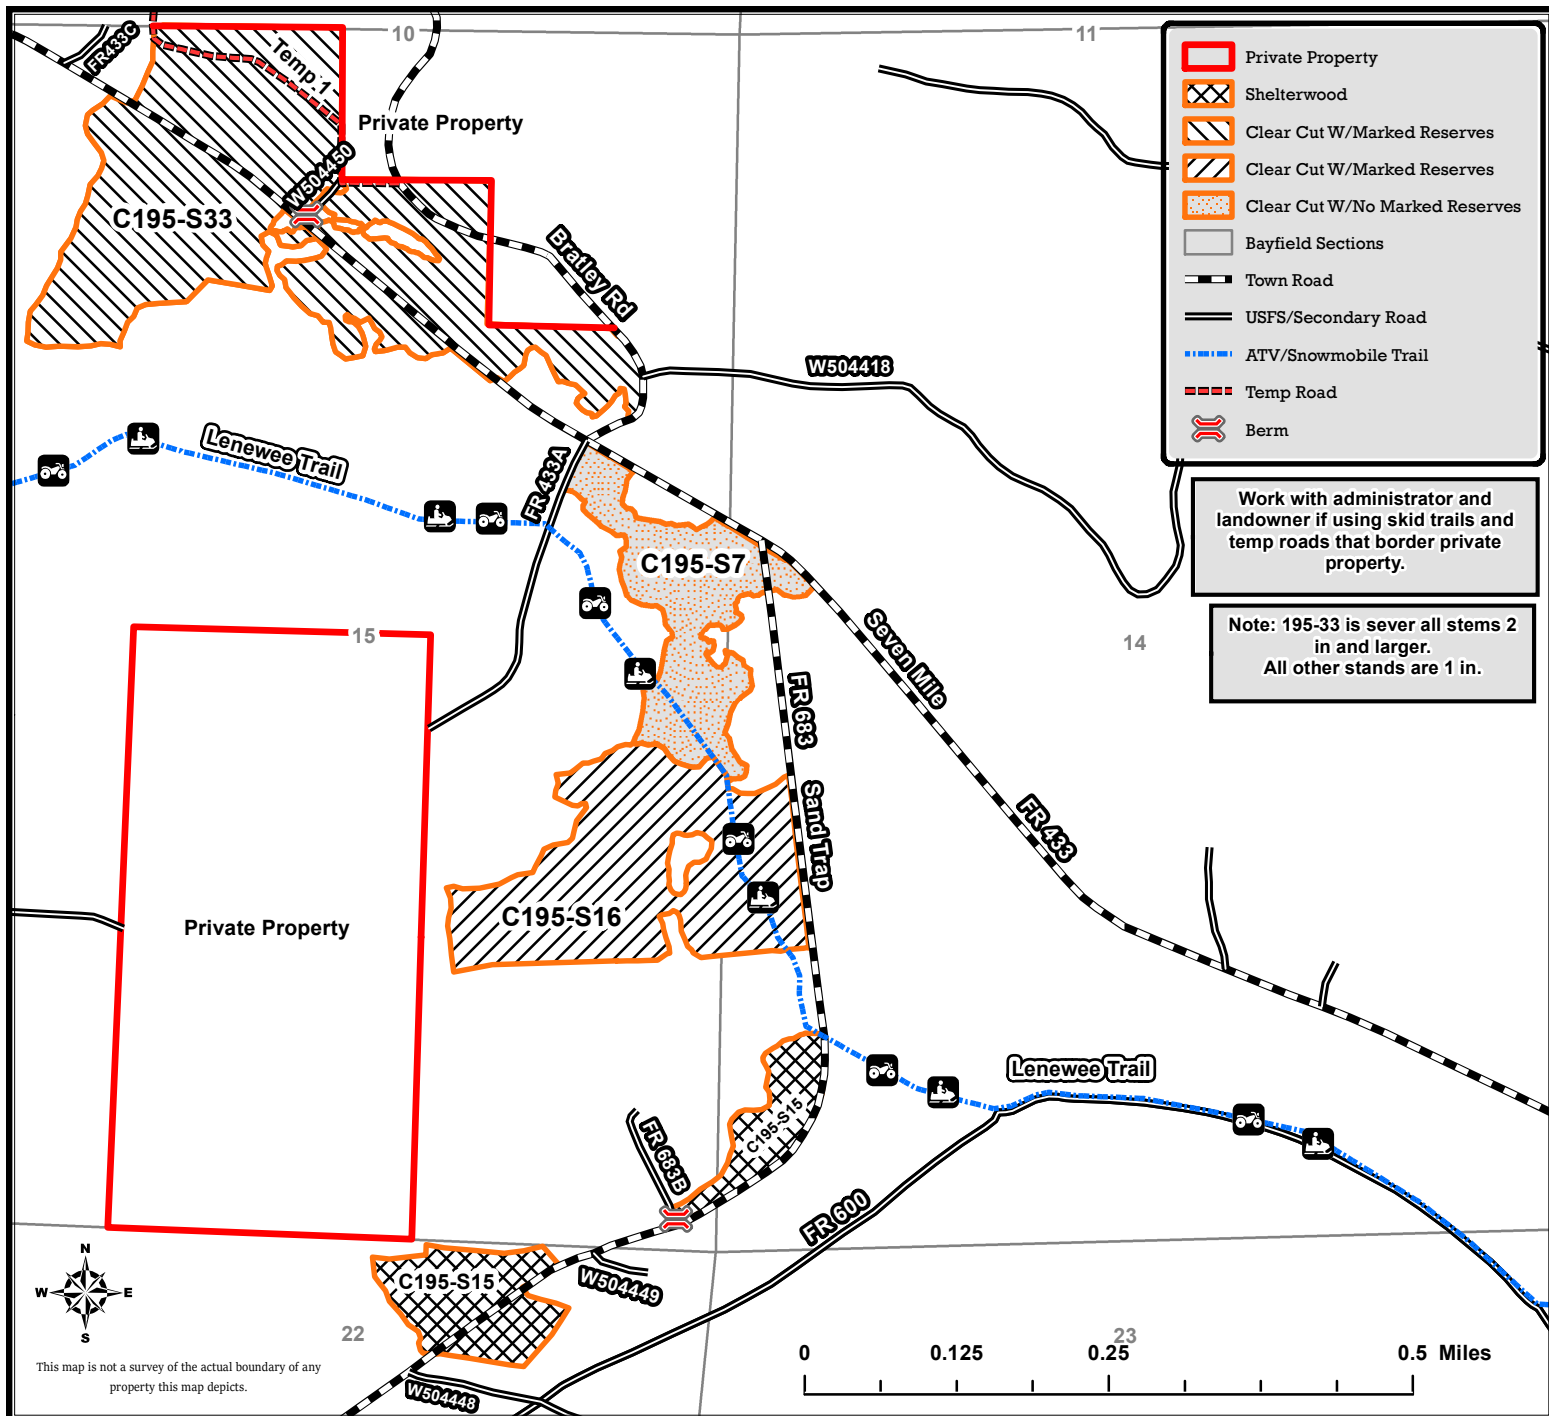 10
11
FR433C
Temp 1
Private Property
W504450
C195-S33
Bratley Rd
W504418
Lenewee Trail
FR 433A
C195-S7
15
14
Seven Mile
FR 683
Sand Trap
FR 433
C195-S16
Private Property
Lenewee Trail
C195-S15
FR 683B
FR 600
C195-S15
W504449
W504448
22
23
Private Property
Shelterwood
Clear Cut W/Marked Reserves
Clear Cut W/Marked Reserves
Clear Cut W/No Marked Reserves
Bayfield Sections
Town Road
USFS/Secondary Road
ATV/Snowmobile Trail
Temp Road
Berm
Work with administrator and
landowner if using skid trails and
temp roads that border private
property.
Note: 195-33 is sever all stems 2
in and larger.
All other stands are 1 in.
N
W E
S
This map is not a survey of the actual boundary of any
property this map depicts.
0 0.125 0.25 0.5 Miles